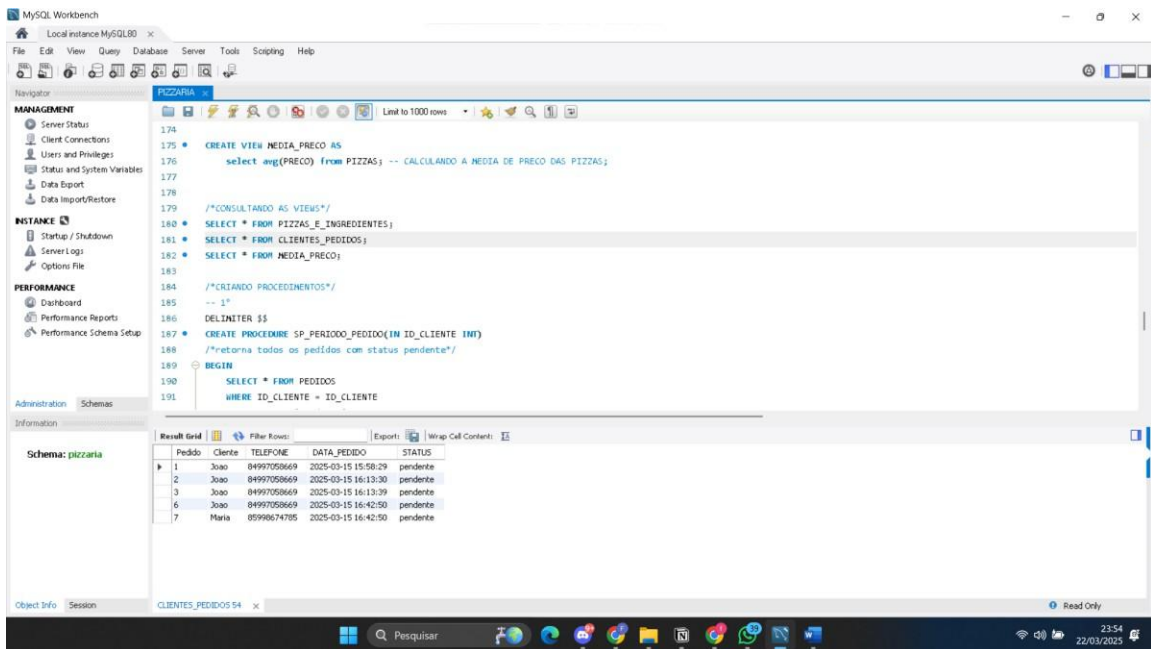 MySQL Workbench
Local instance MySQL80 ×
File Edit View Query Database Server Tools Scripting Help
Navigator
PIZZARIA ×
MANAGEMENT
Server Status
Client Connections
Users and Privileges
Status and System Variables
Data Export
Data Import/Restore
INSTANCE
Startup / Shutdown
Server Logs
Options File
PERFORMANCE
Dashboard
Performance Reports
Performance Schema Setup
Administration Schemas
Information
Schema: pizzaria
Object Info Session
Limit to 1000 rows
174
175 CREATE VIEW MEDIA_PRECO AS
176 select avg(PRECO) from PIZZAS; -- CALCULANDO A MEDIA DE PRECO DAS PIZZAS;
177
178
179 /*CONSULTANDO AS VIEWS*/
180 SELECT * FROM PIZZAS_E_INGREDIENTES;
181 SELECT * FROM CLIENTES_PEDIDOS;
182 SELECT * FROM MEDIA_PRECO;
183
184 /*CRIANDO PROCEDIMENTOS*/
185 -- 1°
186 DELIMITER $$
187 CREATE PROCEDURE SP_PERIODO_PEDIDO(IN ID_CLIENTE INT)
188 /*retorna todos os pedidos com status pendente*/
189 BEGIN
190 SELECT * FROM PEDIDOS
191 WHERE ID_CLIENTE = ID_CLIENTE
Result Grid Filter Rows: Export: Wrap Cell Content:
Pedido Cliente TELEFONE DATA_PEDIDO STATUS
1 Joao 84997058669 2025-03-15 15:58:29 pendente
2 Joao 84997058669 2025-03-15 16:13:30 pendente
3 Joao 84997058669 2025-03-15 16:13:39 pendente
6 Joao 84997058669 2025-03-15 16:42:50 pendente
7 Maria 85998674785 2025-03-15 16:42:50 pendente
CLIENTES_PEDIDOS 54 ×
Read Only
Pesquisar
39
23:54
22/03/2025